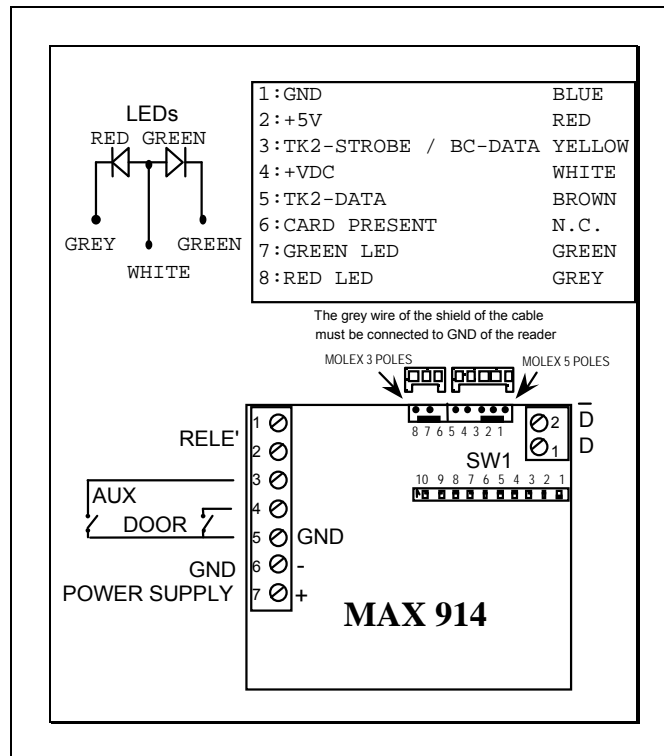 LEDs
RED GREEN
GREY GREEN
WHITE
1:GND BLUE
2:+5V RED
3:TK2-STROBE / BC-DATA YELLOW
4:+VDC WHITE
5:TK2-DATA BROWN
6:CARD PRESENT N.C.
7:GREEN LED GREEN
8:RED LED GREY
The grey wire of the shield of the cable
must be connected to GND of the reader
MOLEX 3 POLES MOLEX 5 POLES
8 7 6 5 4 3 2 1
2 D̅
1 D
SW1
10 9 8 7 6 5 4 3 2 1
RELE' 1
2
AUX 3
DOOR 4
5 GND
GND 6 -
POWER SUPPLY 7 +
MAX 914